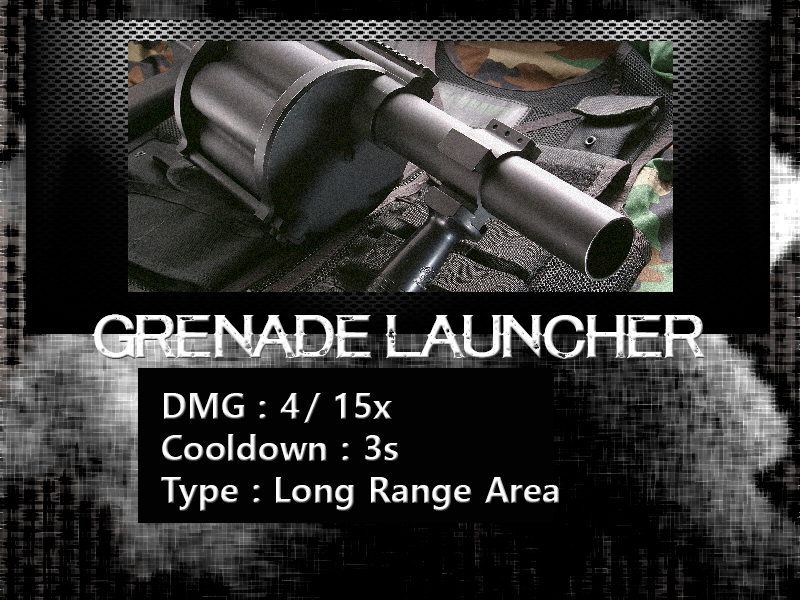 GRENADE LAUNCHER
DMG : 4/ 15x
Cooldown : 3s
Type : Long Range Area